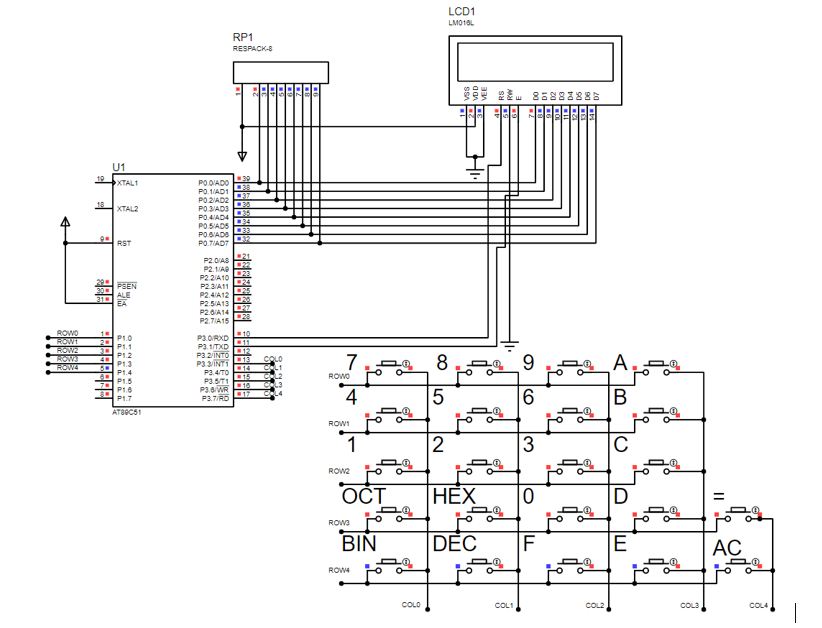 LCD1
LM016L
RP1
RESPACK-8
VSS VDD VEE RS RW E D0 D1 D2 D3 D4 D5 D6 D7
1 2 3 4 5 6 7 8 9 10 11 12 13 14
1 2 3 4 5 6 7 8 9
U1
19 XTAL1 P0.0/AD0 39
P0.1/AD1 38
P0.2/AD2 37
18 XTAL2 P0.3/AD3 36
P0.4/AD4 35
P0.5/AD5 34
P0.6/AD6 33
9 RST P0.7/AD7 32
P2.0/A8 21
P2.1/A9 22
P2.2/A10 23
29 PSEN P2.3/A11 24
30 ALE P2.4/A12 25
31 EA P2.5/A13 26
P2.6/A14 27
P2.7/A15 28
ROW0 1 P1.0 P3.0/RXD 10
ROW1 2 P1.1 P3.1/TXD 11
ROW2 3 P1.2 P3.2/INT0 12
ROW3 4 P1.3 P3.3/INT1 13 COL0
ROW4 5 P1.4 P3.4/T0 14 COL1
6 P1.5 P3.5/T1 15 COL2
7 P1.6 P3.6/WR 16 COL3
8 P1.7 P3.7/RD 17 COL4
AT89C51
7 8 9 A
ROW0
4 5 6 B
ROW1
1 2 3 C
ROW2
OCT HEX 0 D =
ROW3
BIN DEC F E AC
ROW4
COL0 COL1 COL2 COL3 COL4